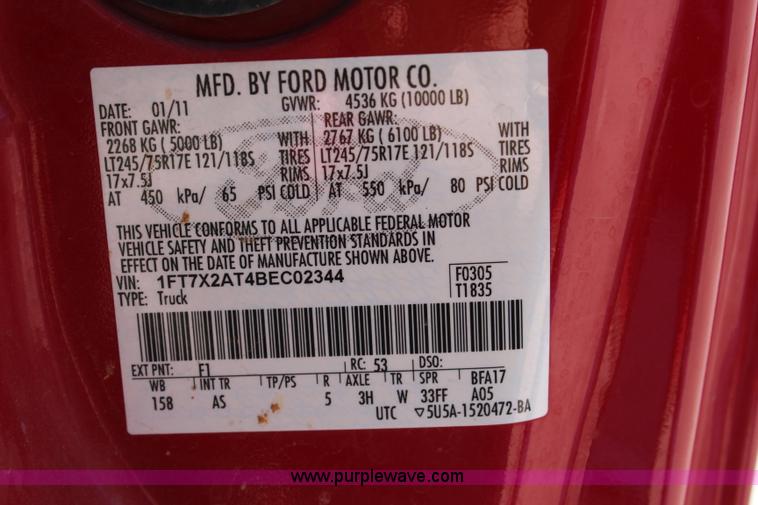 MFD. BY FORD MOTOR CO.
DATE: 01/11 GVWR: 4536 KG (10000 LB)
FRONT GAWR: REAR GAWR:
2268 KG ( 5000 LB) WITH 2767 KG ( 6100 LB) WITH
LT245/75R17E 121/118S TIRES LT245/75R17E 121/118S TIRES
17x7.5J RIMS 17x7.5J RIMS
AT 450 kPa/ 65 PSI COLD AT 550 kPa/ 80 PSI COLD
Ford
THIS VEHICLE CONFORMS TO ALL APPLICABLE FEDERAL MOTOR
VEHICLE SAFETY AND THEFT PREVENTION STANDARDS IN
EFFECT ON THE DATE OF MANUFACTURE SHOWN ABOVE.
VIN: 1FT7X2AT4BEC02344 F0305
TYPE: Truck T1835
EXT PNT: F1 RC: 53 DSO:
WB INT TR TP/PS R AXLE TR SPR BFA17
158 AS 5 3H W 33FF A05
UTC ▽5U5A-1520472-BA
www.purplewave.com